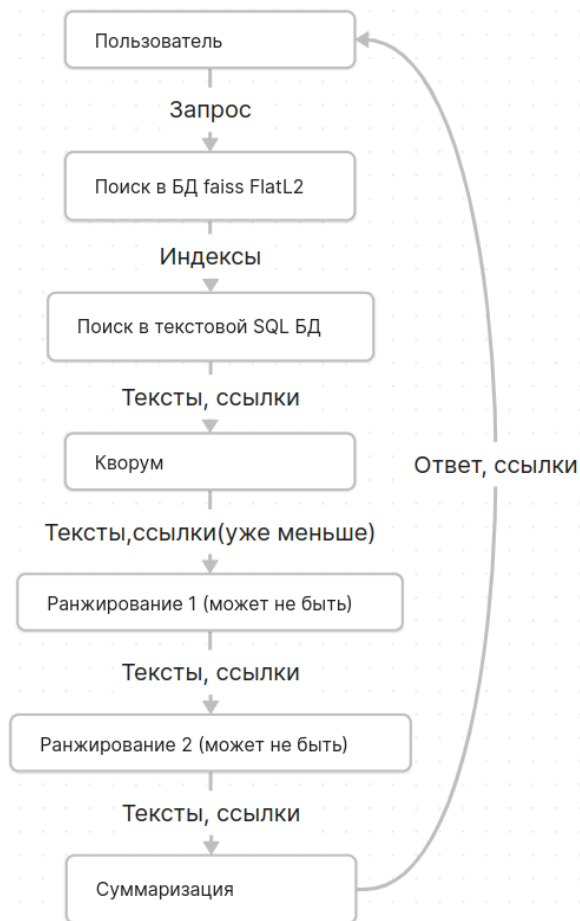 Пользователь
Запрос
Поиск в БД faiss FlatL2
Индексы
Поиск в текстовой SQL БД
Тексты, ссылки
Кворум
Ответ, ссылки
Тексты,ссылки(уже меньше)
Ранжирование 1 (может не быть)
Тексты, ссылки
Ранжирование 2 (может не быть)
Тексты, ссылки
Суммаризация